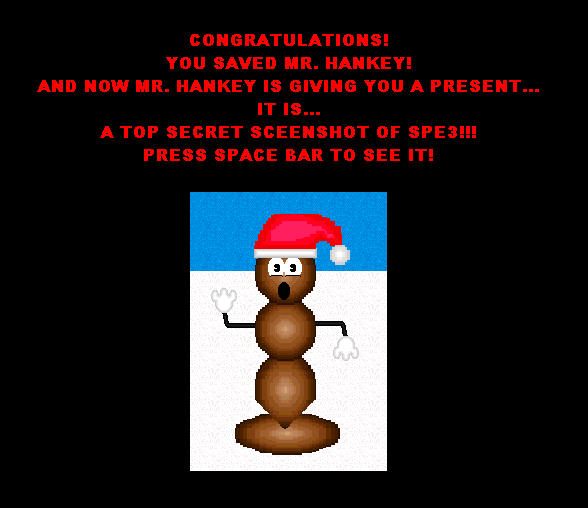 CONGRATULATIONS!
YOU SAVED MR. HANKEY!
AND NOW MR. HANKEY IS GIVING YOU A PRESENT...
IT IS...
A TOP SECRET SCEENSHOT OF SPE3!!!
PRESS SPACE BAR TO SEE IT!